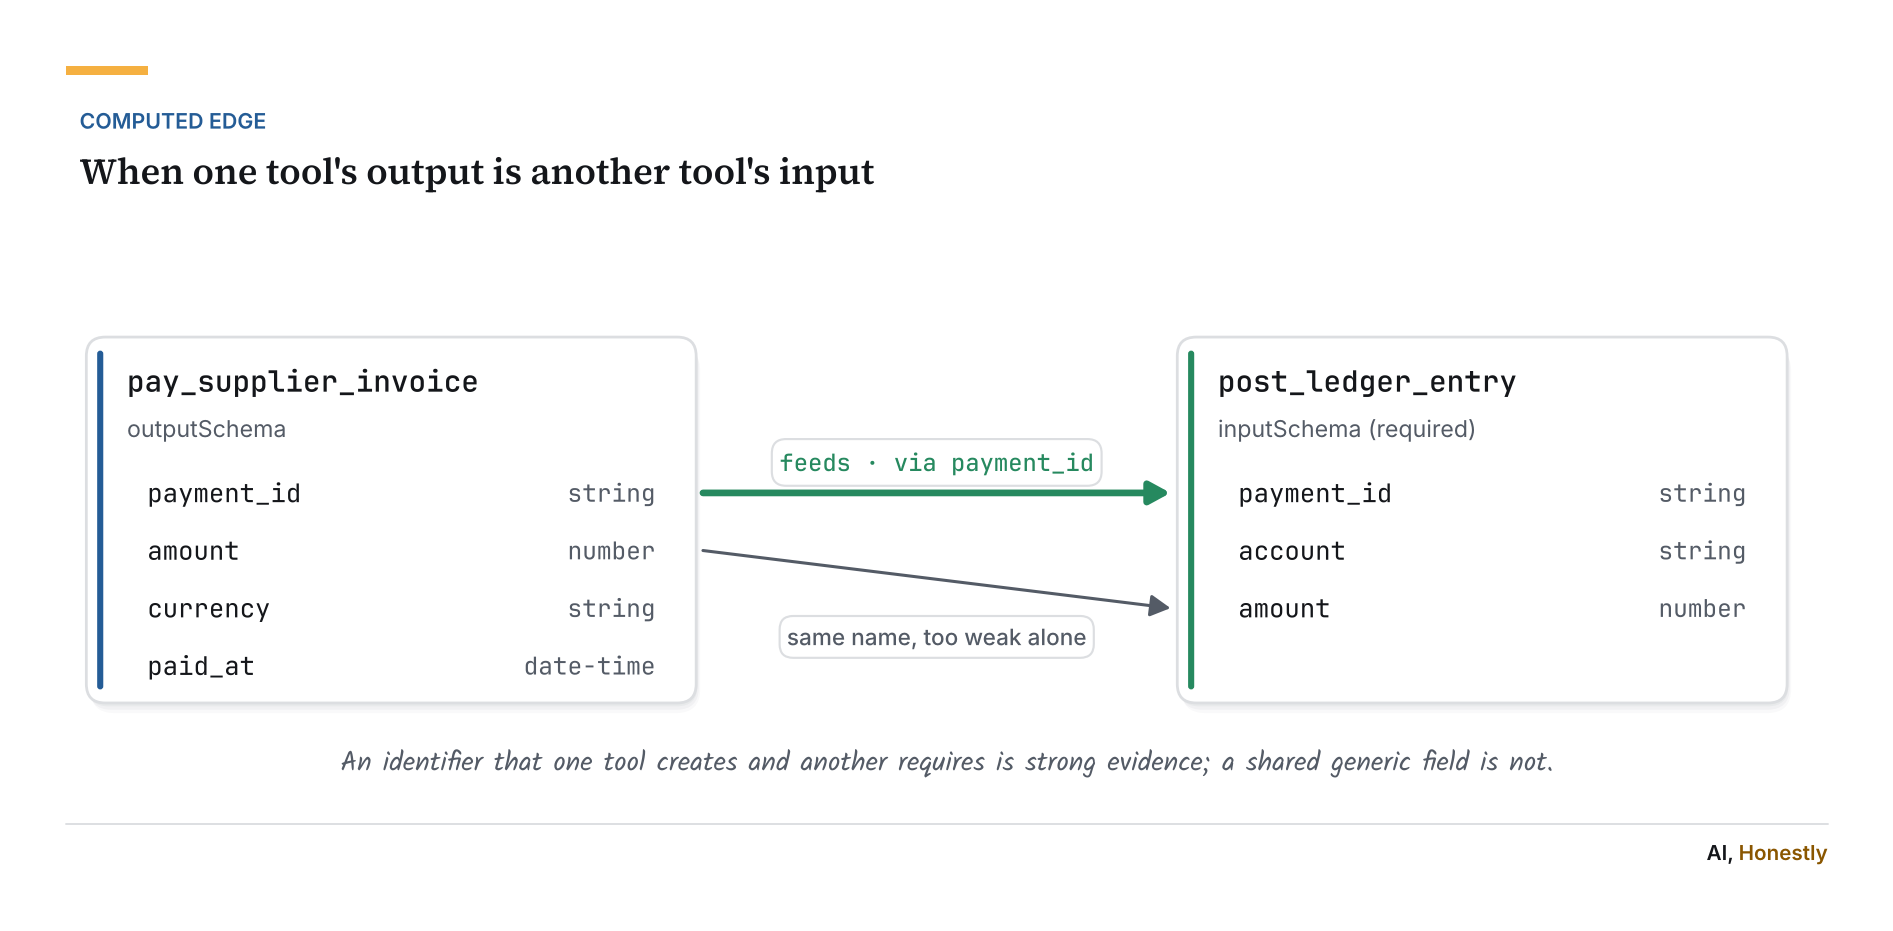 COMPUTED EDGE
When one tool's output is another tool's input
pay_supplier_invoice
outputSchema
payment_id string
amount number
currency string
paid_at date-time
feeds · via payment_id
same name, too weak alone
post_ledger_entry
inputSchema (required)
payment_id string
account string
amount number
An identifier that one tool creates and another requires is strong evidence; a shared generic field is not.
AI, Honestly